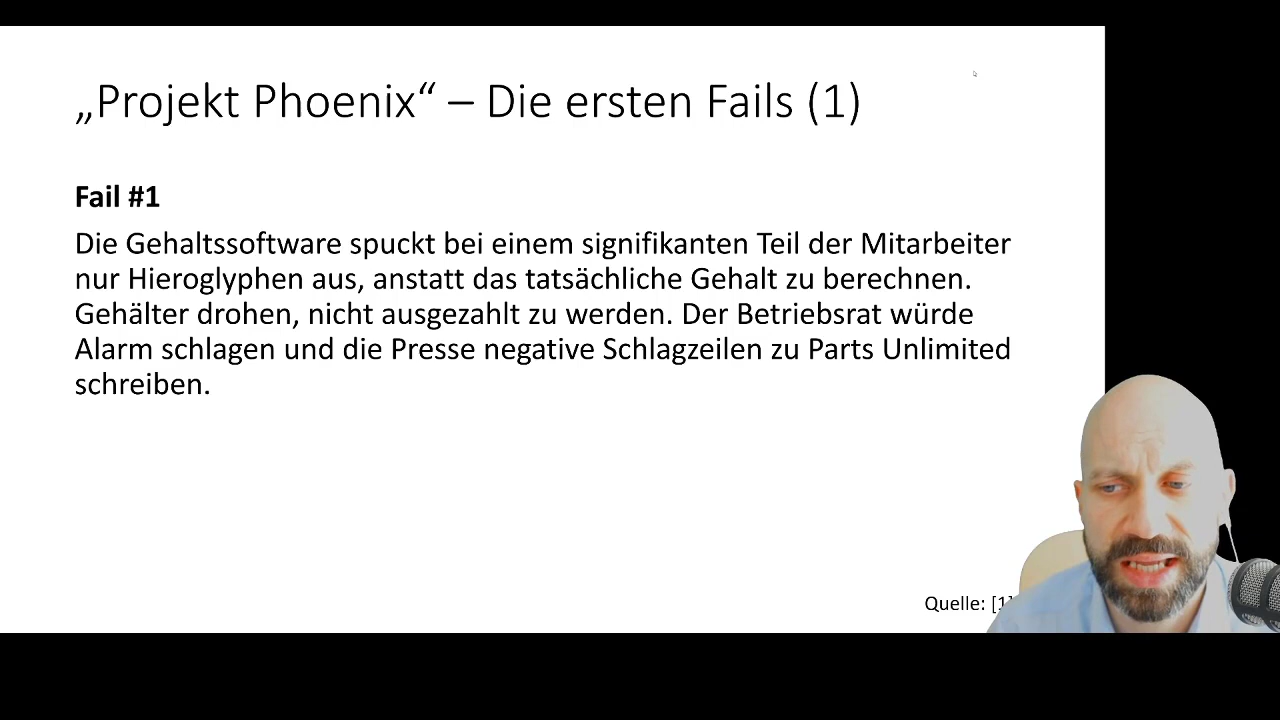 „Projekt Phoenix“ – Die ersten Fails (1)
Fail #1
Die Gehaltssoftware spuckt bei einem signifikanten Teil der Mitarbeiter
nur Hieroglyphen aus, anstatt das tatsächliche Gehalt zu berechnen.
Gehälter drohen, nicht ausgezahlt zu werden. Der Betriebsrat würde
Alarm schlagen und die Presse negative Schlagzeilen zu Parts Unlimited
schreiben.
Quelle: [1]